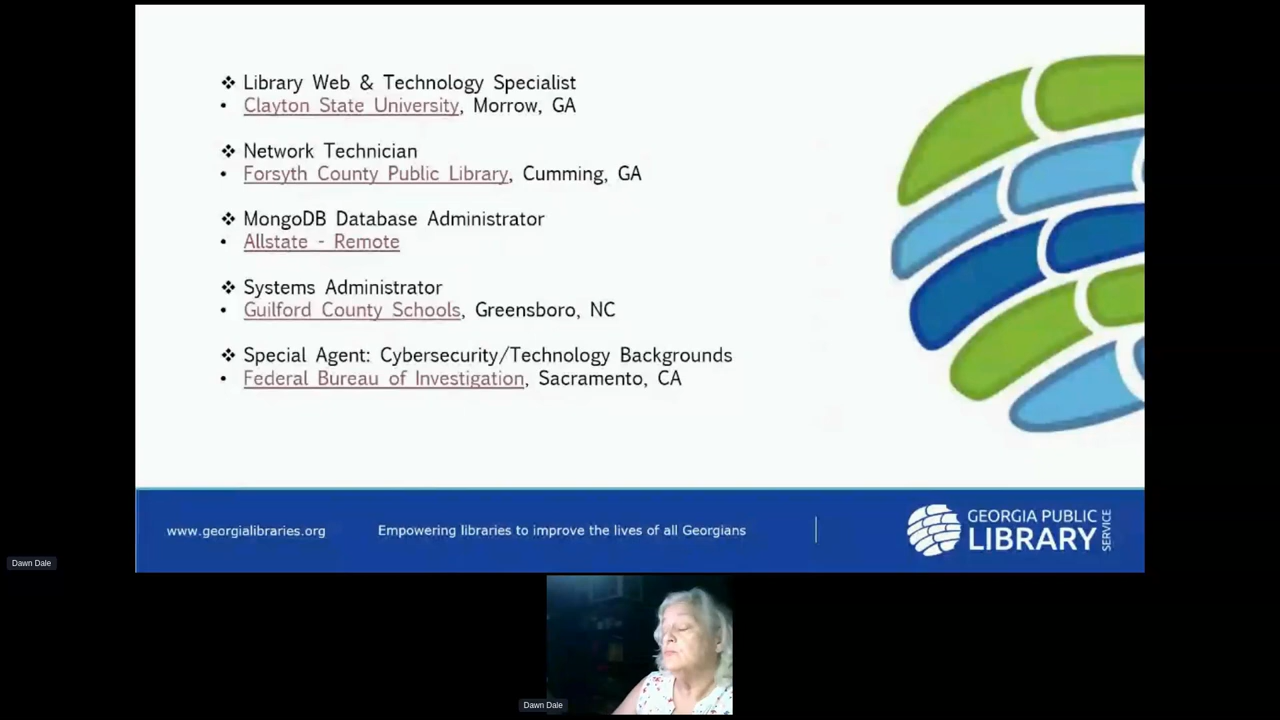 ❖ Library Web & Technology Specialist
• Clayton State University, Morrow, GA
❖ Network Technician
• Forsyth County Public Library, Cumming, GA
❖ MongoDB Database Administrator
• Allstate - Remote
❖ Systems Administrator
• Guilford County Schools, Greensboro, NC
❖ Special Agent: Cybersecurity/Technology Backgrounds
• Federal Bureau of Investigation, Sacramento, CA
www.georgialibraries.org
Empowering libraries to improve the lives of all Georgians
GEORGIA PUBLIC
LIBRARY
SERVICE
Dawn Dale
Dawn Dale